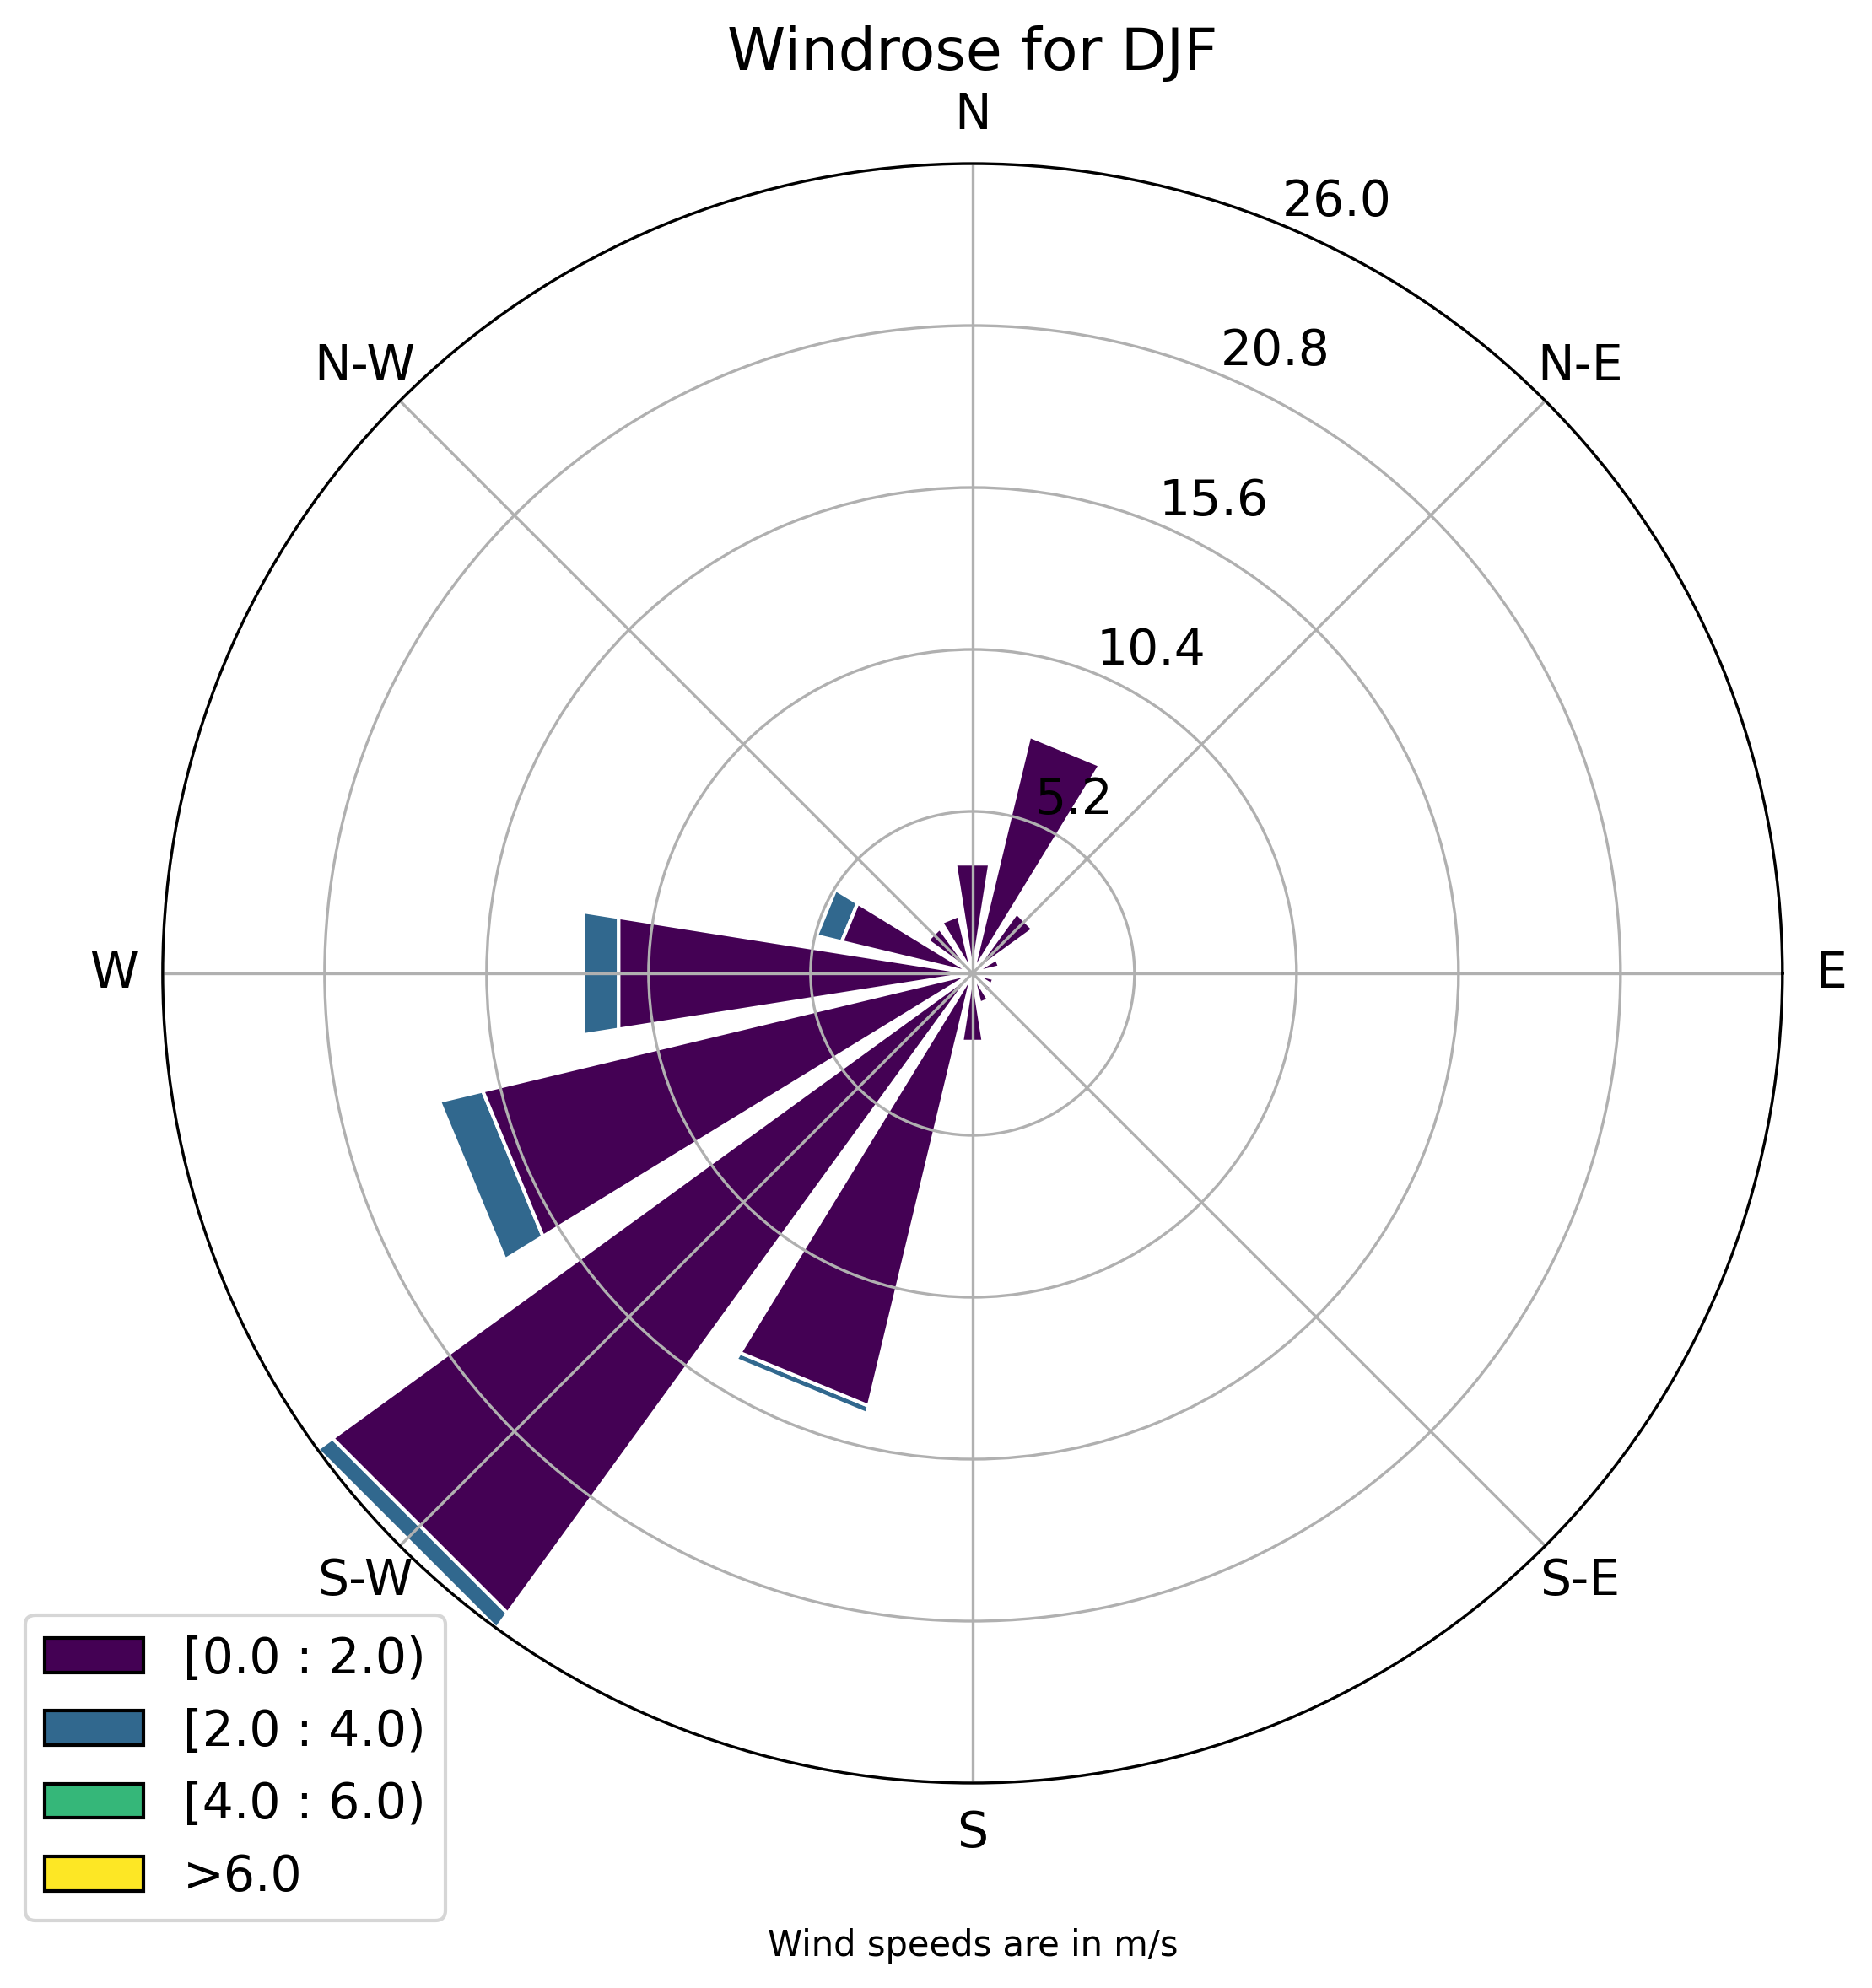 Windrose for DJF
N
26.0
N-W
N-E
20.8
15.6
10.4
5.2
W
E
S-W
S-E
[0.0 : 2.0)
[2.0 : 4.0)
[4.0 : 6.0)
>6.0
S
Wind speeds are in m/s